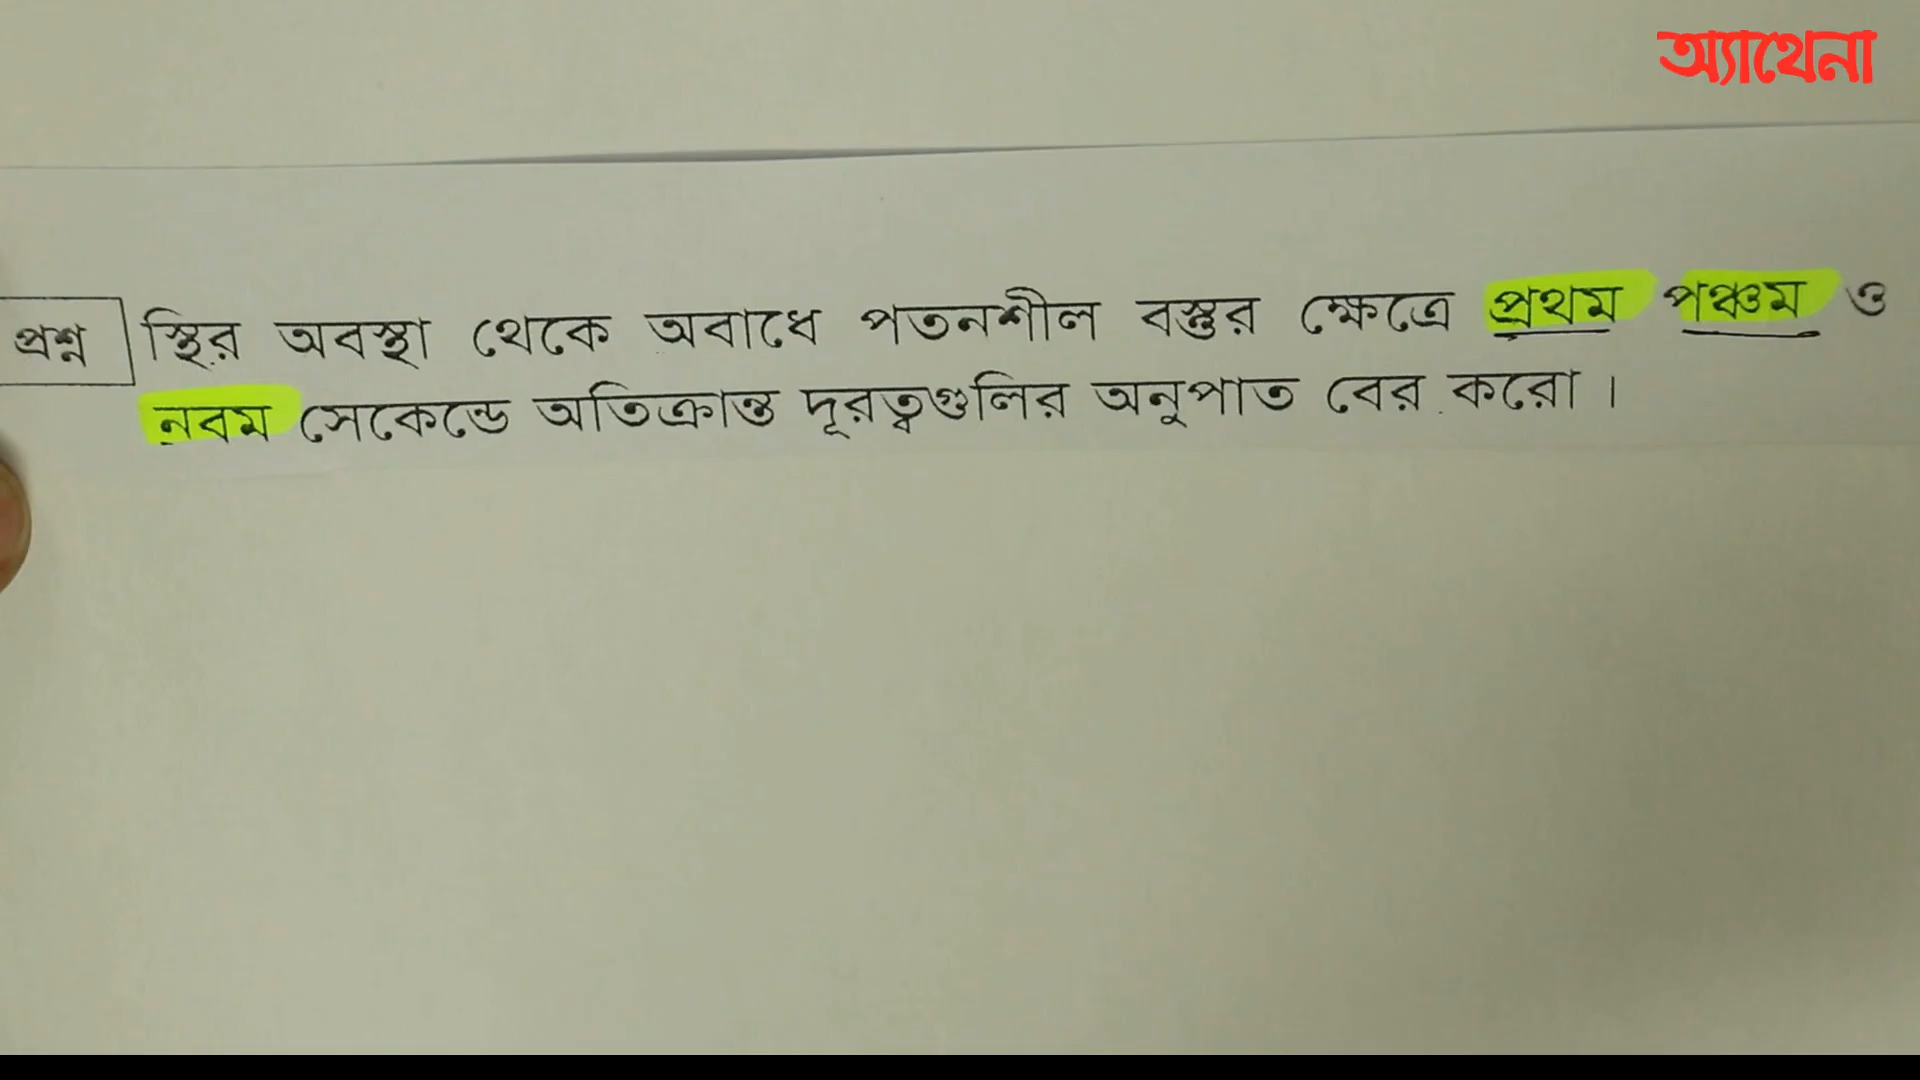 অ্যাথেনা
প্রশ্ন স্থির অবস্থা থেকে অবাধে পতনশীল বস্তুর ক্ষেত্রে প্রথম পঞ্চম ও
নবম সেকেন্ডে অতিক্রান্ত দূরত্বগুলির অনুপাত বের করো।